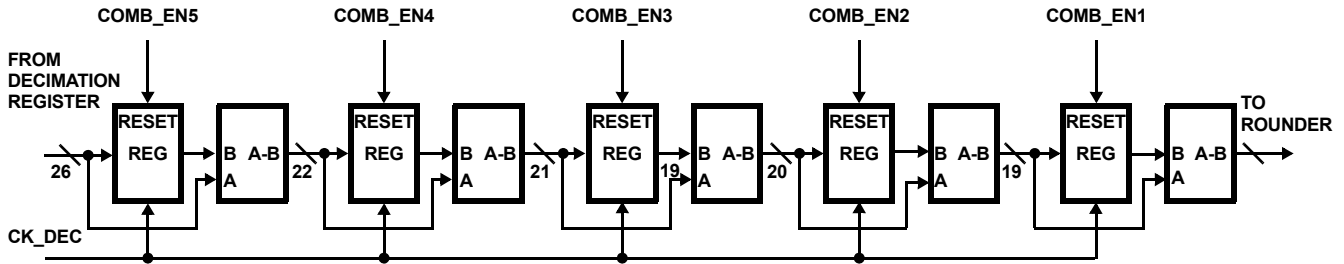 COMB_EN5 COMB_EN4 COMB_EN3 COMB_EN2 COMB_EN1
FROM
DECIMATION
REGISTER
TO
ROUNDER
RESET RESET RESET RESET RESET
REG B A-B REG B A-B REG B A-B REG B A-B REG B A-B
26 A 22 A 21 19 A 20 A 19 A
CK_DEC